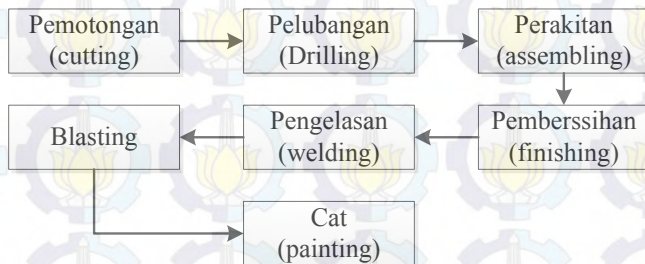 Pemotongan
(cutting)
Pelubangan
(Drilling)
Perakitan
(assembling)
Pemberssihan
(finishing)
Pengelasan
(welding)
Blasting
Cat
(painting)